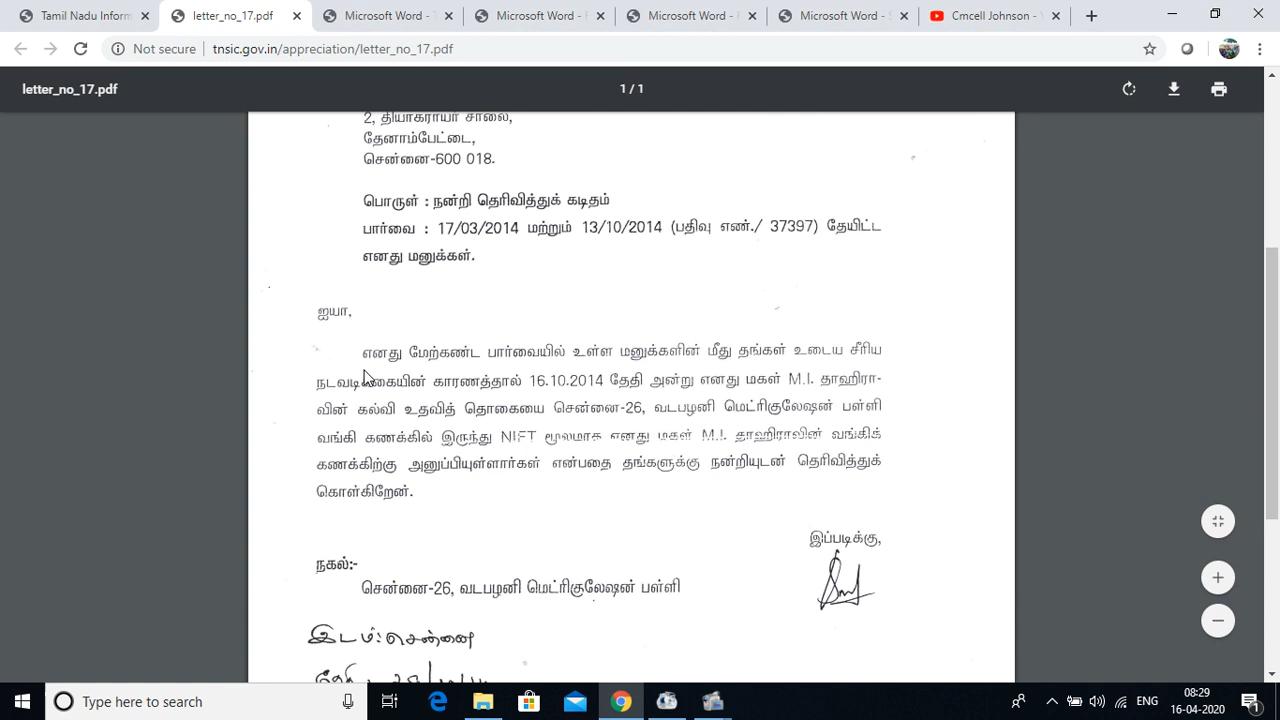 Tamil Nadu Inform
letter_no_17.pdf
Microsoft Word - T
Microsoft Word -
Microsoft Word -
Microsoft Word - S
Cmcell Johnson - Y
Not secure | tnsic.gov.in/appreciation/letter_no_17.pdf
letter_no_17.pdf
1 / 1
2, தியாகராயா சாலை,
தேனாம்பேட்டை,
சென்னை-600 018.
பொருள் : நன்றி தெரிவித்துக் கடிதம்
பார்வை : 17/03/2014 மற்றும் 13/10/2014 (பதிவு எண்./ 37397) தேயிட்ட
எனது மனுக்கள்.
ஐயா,
எனது மேற்கண்ட பார்வையில் உள்ள மனுக்களின் மீது தங்கள் உடைய சீரிய
நடவடிக்கையின் காரணத்தால் 16.10.2014 தேதி அன்று எனது மகள் M.I. தாஹிரா-
வின் கல்வி உதவித் தொகையை சென்னை-26, வடபழனி மெட்ரிகுலேஷன் பள்ளி
வங்கி கணக்கில் இருந்து NIFT மூலமாக எனது மகள் M.I. தாஹிராவின் வங்கிக்
கணக்கிற்கு அனுப்பியுள்ளார்கள் என்பதை தங்களுக்கு நன்றியுடன் தெரிவித்துக்
கொள்கிறேன்.
இப்படிக்கு,
நகல்:-
சென்னை-26, வடபழனி மெட்ரிகுலேஷன் பள்ளி
இடம்: சென்னை
Type here to search
ENG
08:29
16-04-2020